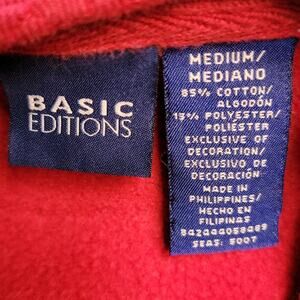 BASIC
EDITIONS
MEDIUM/
MEDIANO
85% COTTON/
ALGODÓN
15% POLYESTER/
POLIÉSTER
EXCLUSIVE OF
DECORATION/
EXCLUSIVO DE
DECORACIÓN
MADE IN
PHILIPPINES/
HECHO EN
FILIPINAS
SEAS: